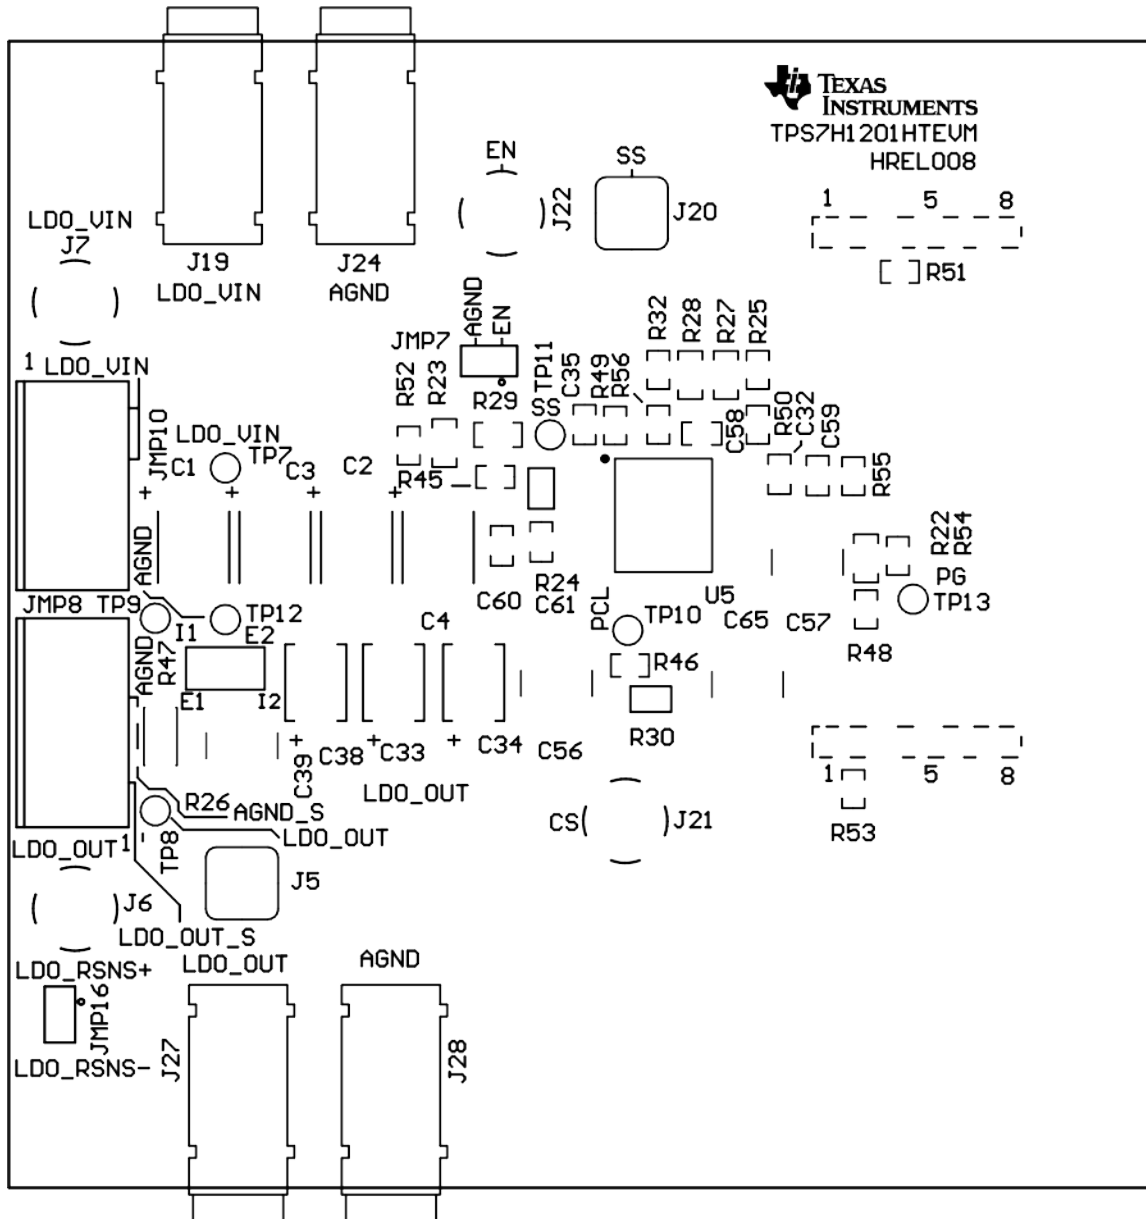 TEXAS
INSTRUMENTS
TPS7H1201HTEVM
HREL008
EN
SS
J22
J20
1 5 8
R51
LDO_VIN
J7
J19
LDO_VIN
J24
AGND
1 LDO_VIN
JMP10
JMP7
AGND
EN
R52
R23
R29
SS
TP11
C35
R49
R56
R32
R28
R27
R25
C58
R50
C32
C59
R55
LDO_VIN
TP7
C1
C3
C2
+ + + +
R45
AGND
R24
C60
C61
PCL
TP10
U5
C65
C57
R22
R54
PG
TP13
R48
JMP8
TP9
TP12
I1
E2
C4
AGND
R47
E1
I2
R46
R30
+ + +
C39
C38
C33
C34
C56
LDO_OUT
R26
AGND_S
LDO_OUT
TP8
CS
J21
1 5 8
R53
LDO_OUT
1
-
J5
J6
LDO_OUT_S
LDO_RSNS+
JMP16
LDO_RSNS-
LDO_OUT
AGND
J27
J28